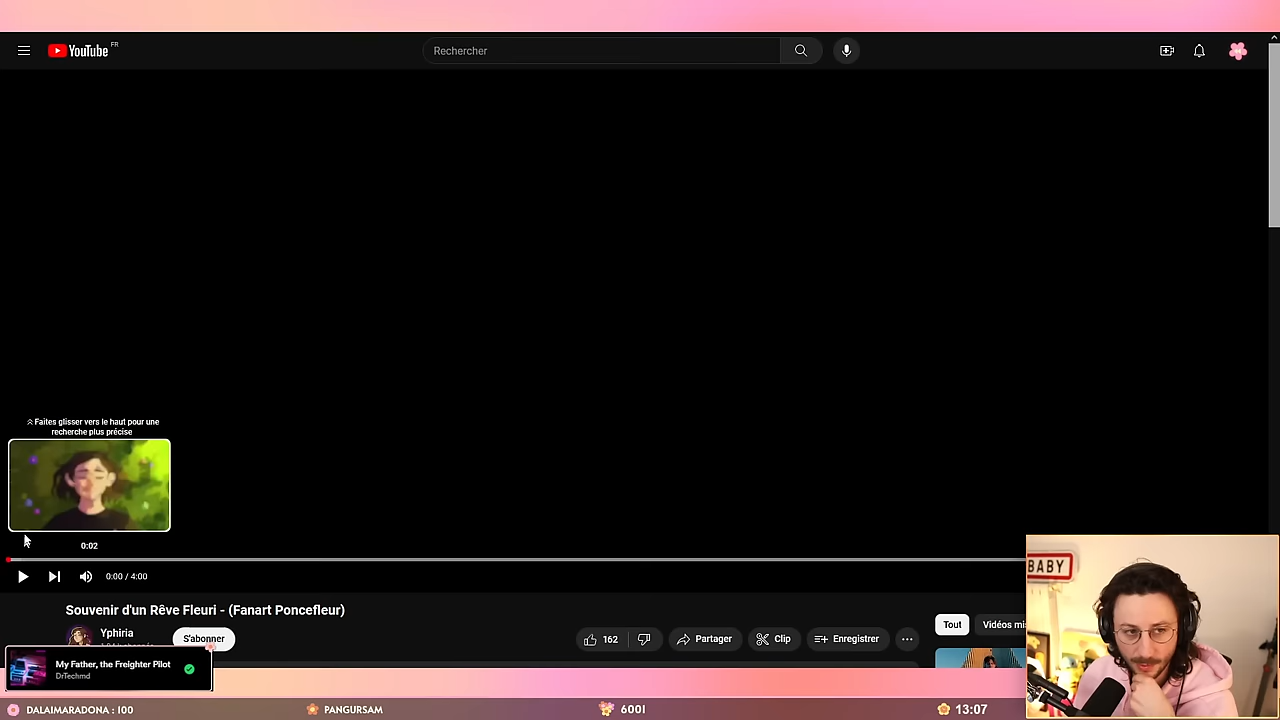 YouTube FR
Rechercher
Faites glisser vers le haut pour une
recherche plus précise
0:02
0:00 / 4:00
Souvenir d'un Rêve Fleuri - (Fanart Poncefleur)
Yphiria
S'abonner
162
Partager
Clip
Enregistrer
Tout
Vidéos mi
My Father, the Freighter Pilot
DrTechmd
BABY
DALAIMARADONA : 100
PANGURSAM
6001
13:07